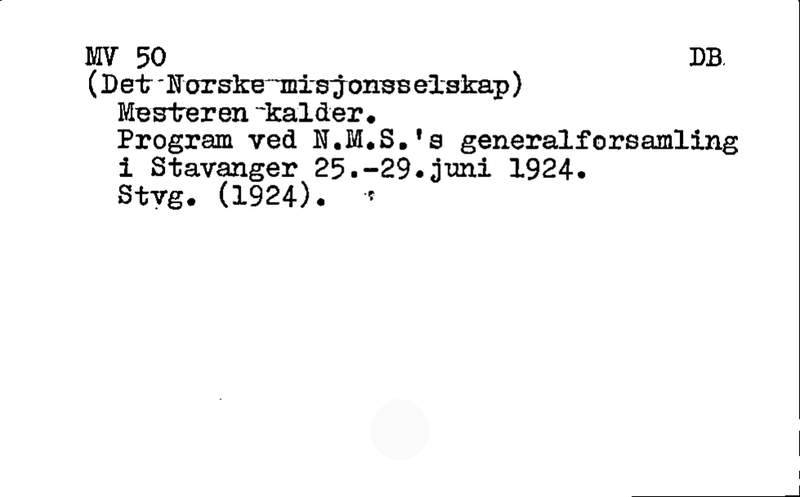 MV 50 DB
(Det Norske misjonsselskap)
Mesteren kalder.
Program ved N.M.S.'s generalforsamling
i Stavanger 25.-29.juni 1924.
Stvg. (1924).